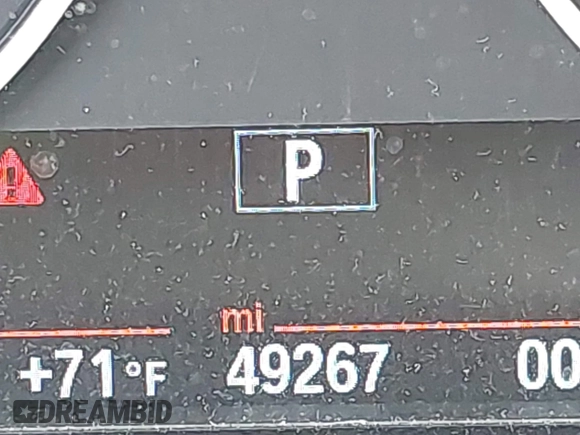 P
mi
+71°F 49267 00
DREAMBID